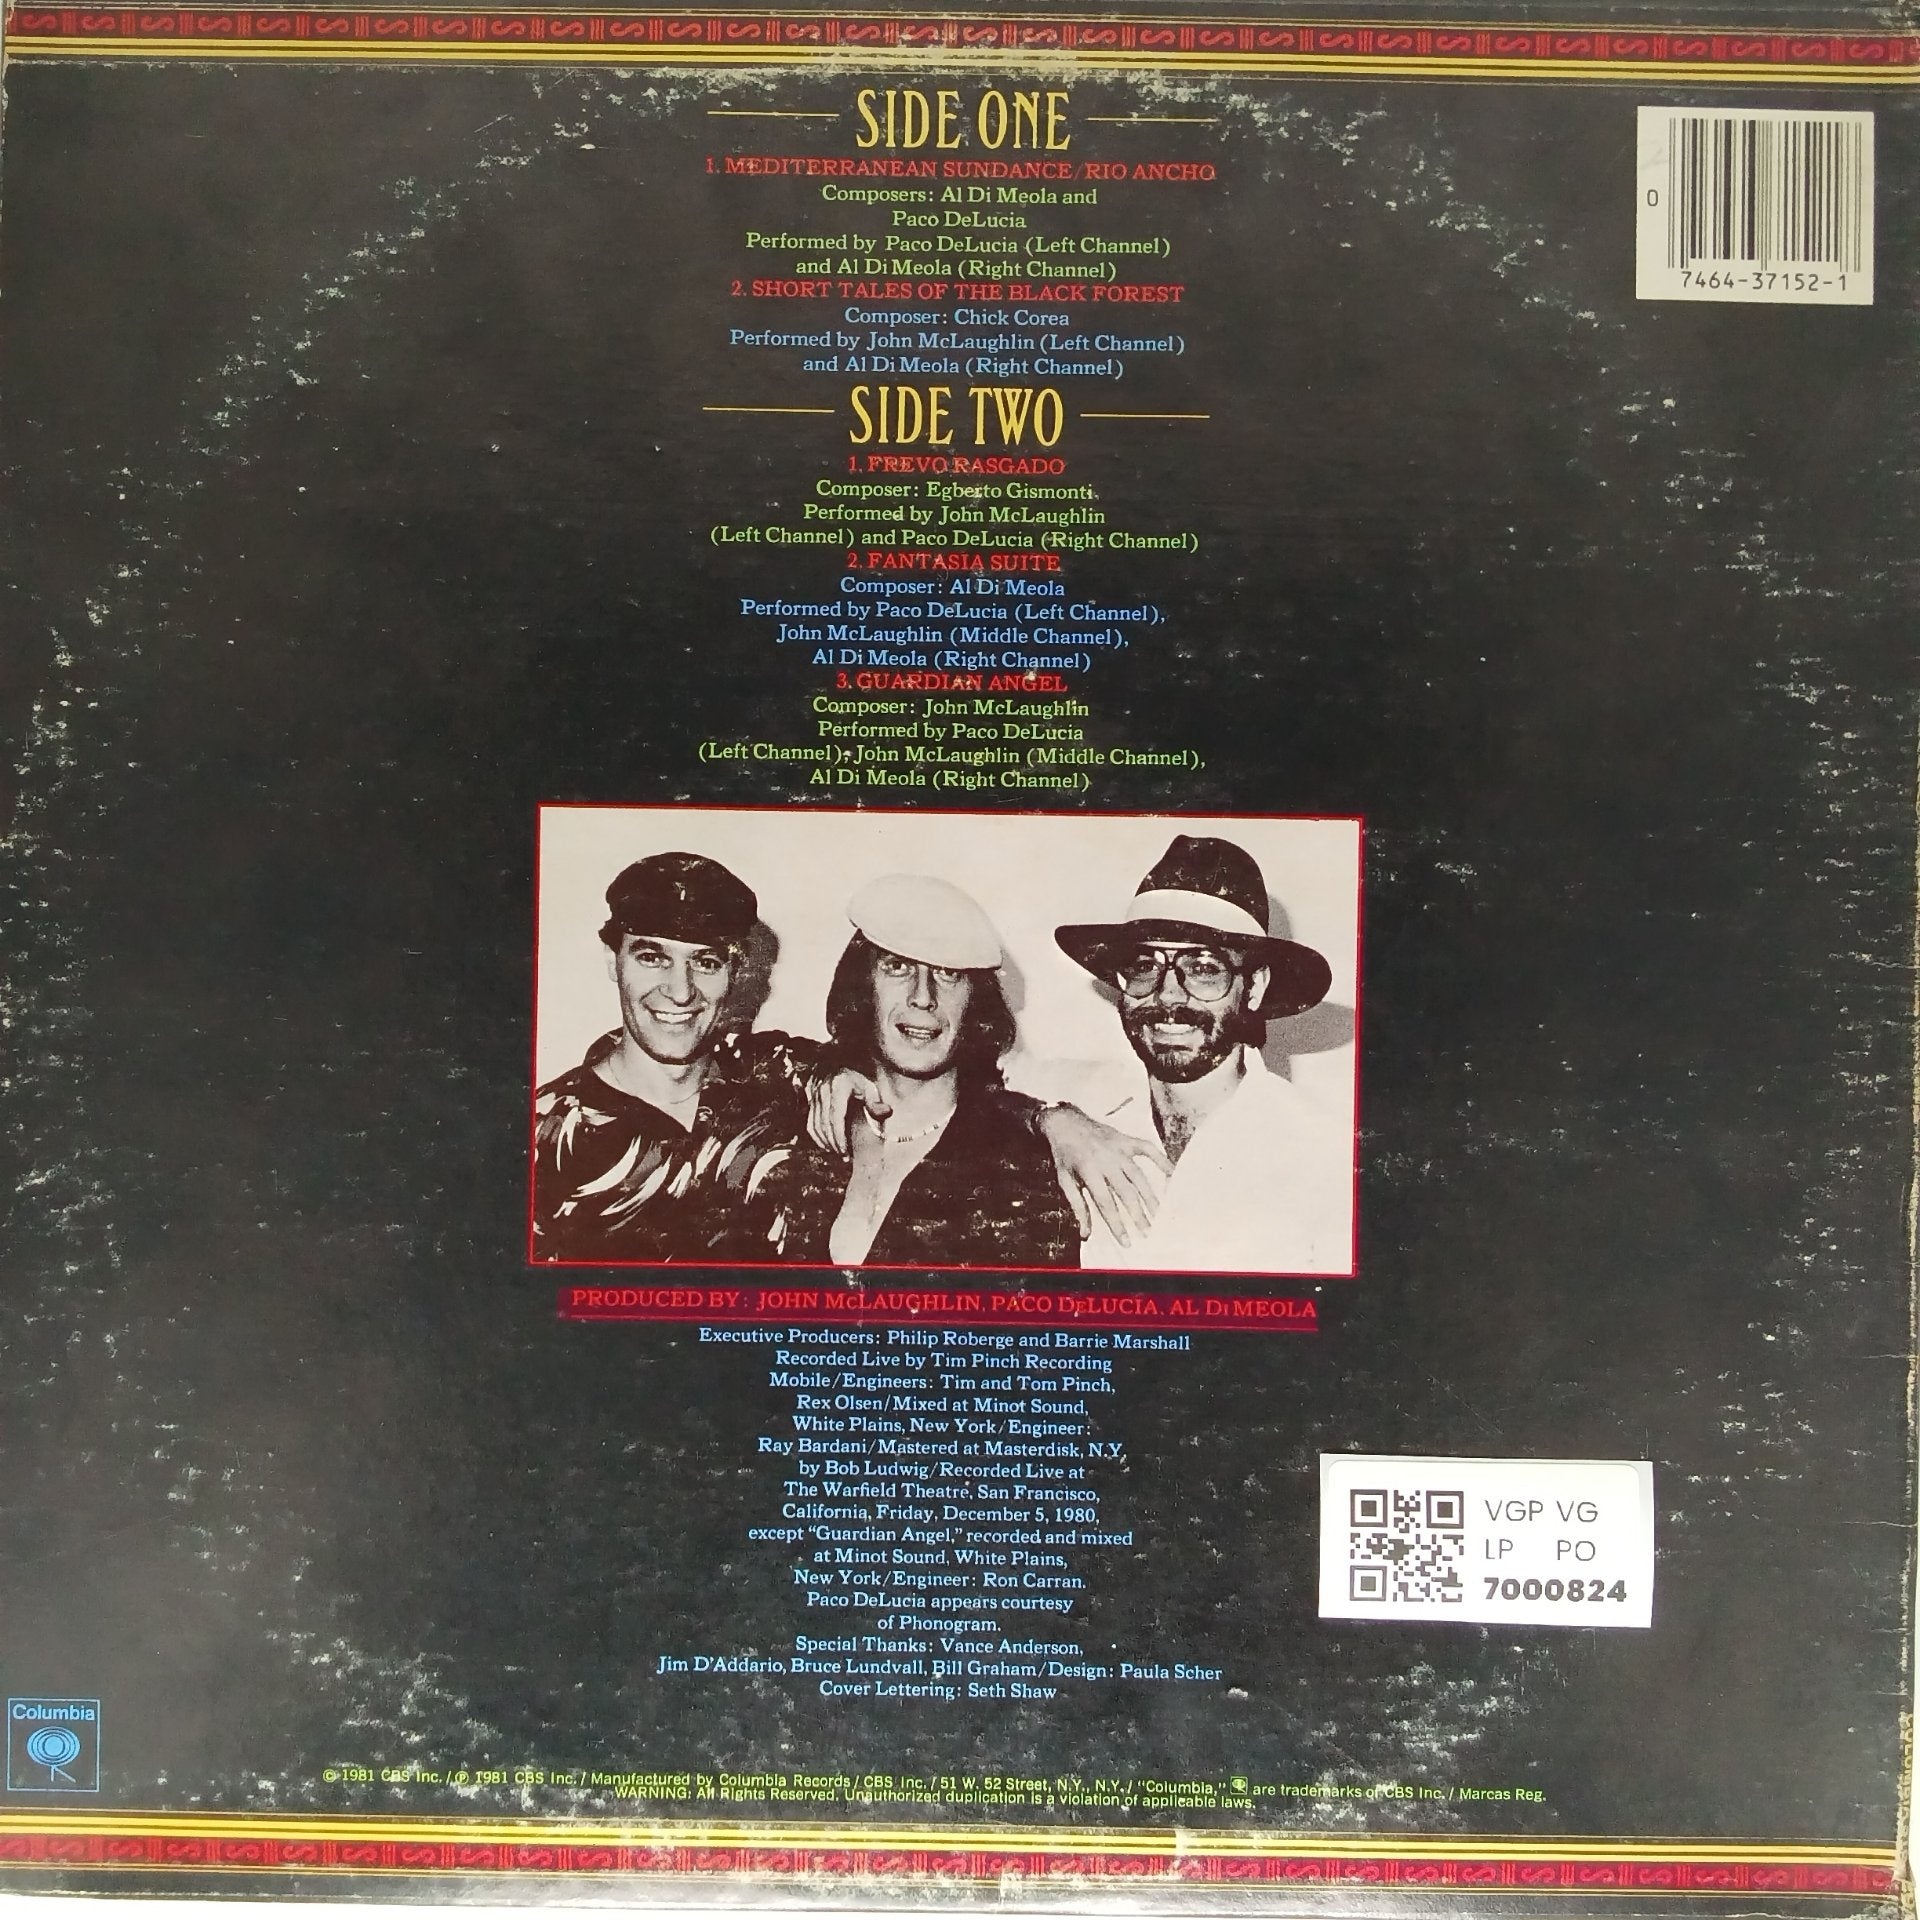 SIDE ONE
1. MEDITERRANEAN SUNDANCE/RIO ANCHO
Composers: Al Di Meola and
Paco DeLucia
Performed by Paco DeLucia (Left Channel)
and Al Di Meola (Right Channel)
2. SHORT TALES OF THE BLACK FOREST
Composer: Chick Corea
Performed by John McLaughlin (Left Channel)
and Al Di Meola (Right Channel)
SIDE TWO
1. FREVO RASGADO
Composer: Egberto Gismonti
Performed by John McLaughlin
(Left Channel) and Paco DeLucia (Right Channel)
2. FANTASIA SUITE
Composer: Al Di Meola
Performed by Paco DeLucia (Left Channel),
John McLaughlin (Middle Channel),
Al Di Meola (Right Channel)
3. GUARDIAN ANGEL
Composer: John McLaughlin
Performed by Paco DeLucia
(Left Channel), John McLaughlin (Middle Channel),
Al Di Meola (Right Channel)
0
7464-37152-1
PRODUCED BY: JOHN McLAUGHLIN, PACO DeLUCIA, AL Di MEOLA
Executive Producers: Philip Roberge and Barrie Marshall
Recorded Live by Tim Pinch Recording
Mobile/Engineers: Tim and Tom Pinch,
Rex Olsen/Mixed at Minot Sound,
White Plains, New York/Engineer:
Ray Bardani/Mastered at Masterdisk, N.Y.
by Bob Ludwig/Recorded Live at
The Warfield Theatre, San Francisco,
California, Friday, December 5, 1980,
except “Guardian Angel,” recorded and mixed
at Minot Sound, White Plains,
New York/Engineer: Ron Carran.
Paco DeLucia appears courtesy
of Phonogram.
Special Thanks: Vance Anderson,
Jim D'Addario, Bruce Lundvall, Bill Graham/Design: Paula Scher
Cover Lettering: Seth Shaw
VGP VG
LP PO
7000824
Columbia
© 1981 CBS Inc./℗ 1981 CBS Inc./Manufactured by Columbia Records/CBS Inc./51 W. 52 Street, N.Y., N.Y./"Columbia," are trademarks of CBS Inc./Marcas Reg.
WARNING: All Rights Reserved. Unauthorized duplication is a violation of applicable laws.